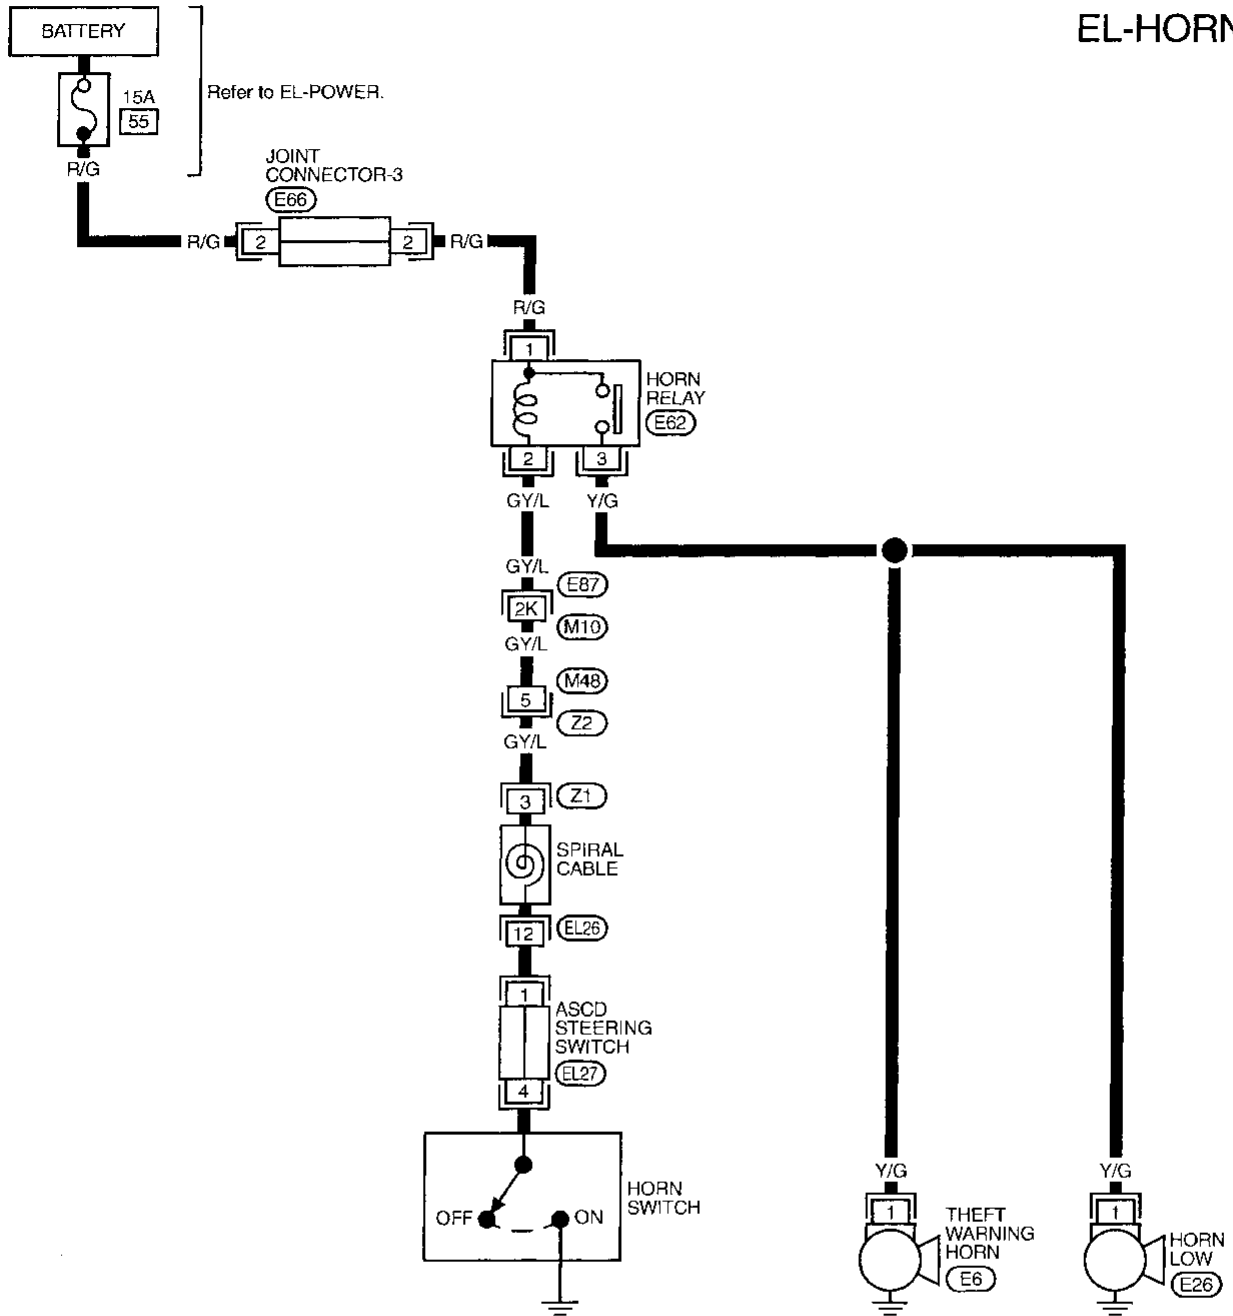 EL-HORN
BATTERY
15A
55
Refer to EL-POWER.
R/G
JOINT
CONNECTOR-3
E66
R/G
2
2
R/G
R/G
1
HORN
RELAY
E62
2
3
GY/L
Y/G
GY/L
E87
2K
M10
GY/L
M48
5
Z2
GY/L
3
Z1
SPIRAL
CABLE
12
EL26
1
ASCD
STEERING
SWITCH
EL27
4
HORN
SWITCH
OFF
ON
Y/G
Y/G
1
1
THEFT
WARNING
HORN
E6
HORN
LOW
E26